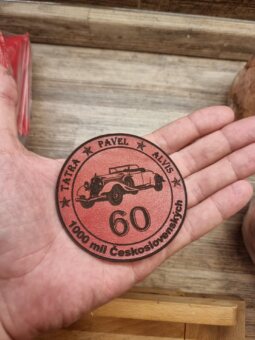 ★ TATRA ★ PAVEL ★ ALVIS ★
60
1000 mil Československých